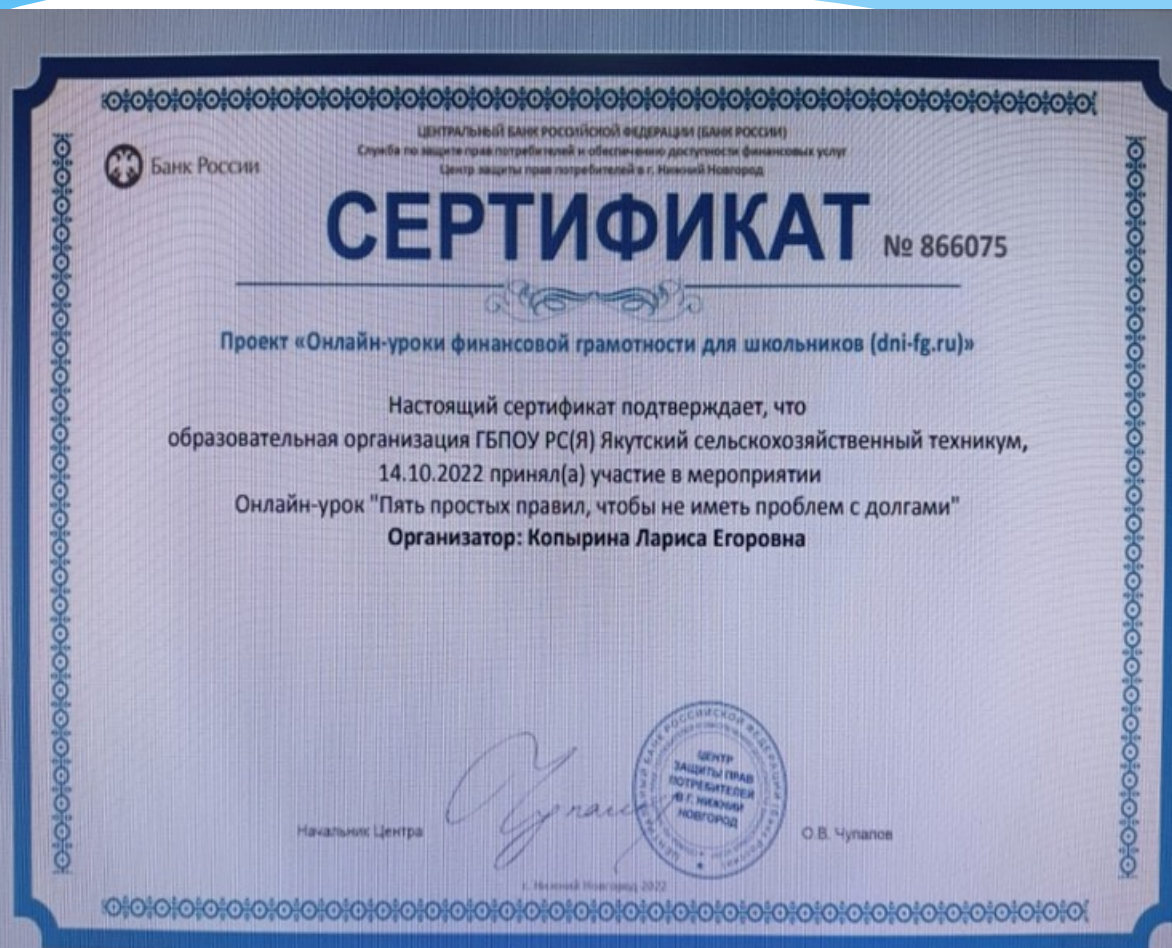 ЦЕНТРАЛЬНЫЙ БАНК РОССИЙСКОЙ ФЕДЕРАЦИИ (БАНК РОССИИ)
Служба по защите прав потребителей и обеспечению доступности финансовых услуг
Центр защиты прав потребителей в г. Нижний Новгород
Банк России
СЕРТИФИКАТ № 866075
Проект «Онлайн-уроки финансовой грамотности для школьников (dni-fg.ru)»
Настоящий сертификат подтверждает, что
образовательная организация ГБПОУ РС(Я) Якутский сельскохозяйственный техникум,
14.10.2022 принял(а) участие в мероприятии
Онлайн-урок "Пять простых правил, чтобы не иметь проблем с долгами"
Организатор: Копырина Лариса Егоровна
ЦЕНТРАЛЬНЫЙ БАНК РОССИЙСКОЙ ФЕДЕРАЦИИ
ЦЕНТР
ЗАЩИТЫ ПРАВ
ПОТРЕБИТЕЛЕЙ
В Г. НИЖНИЙ
НОВГОРОД
Начальник Центра
О.В. Чупалов
г. Нижний Новгород 2022